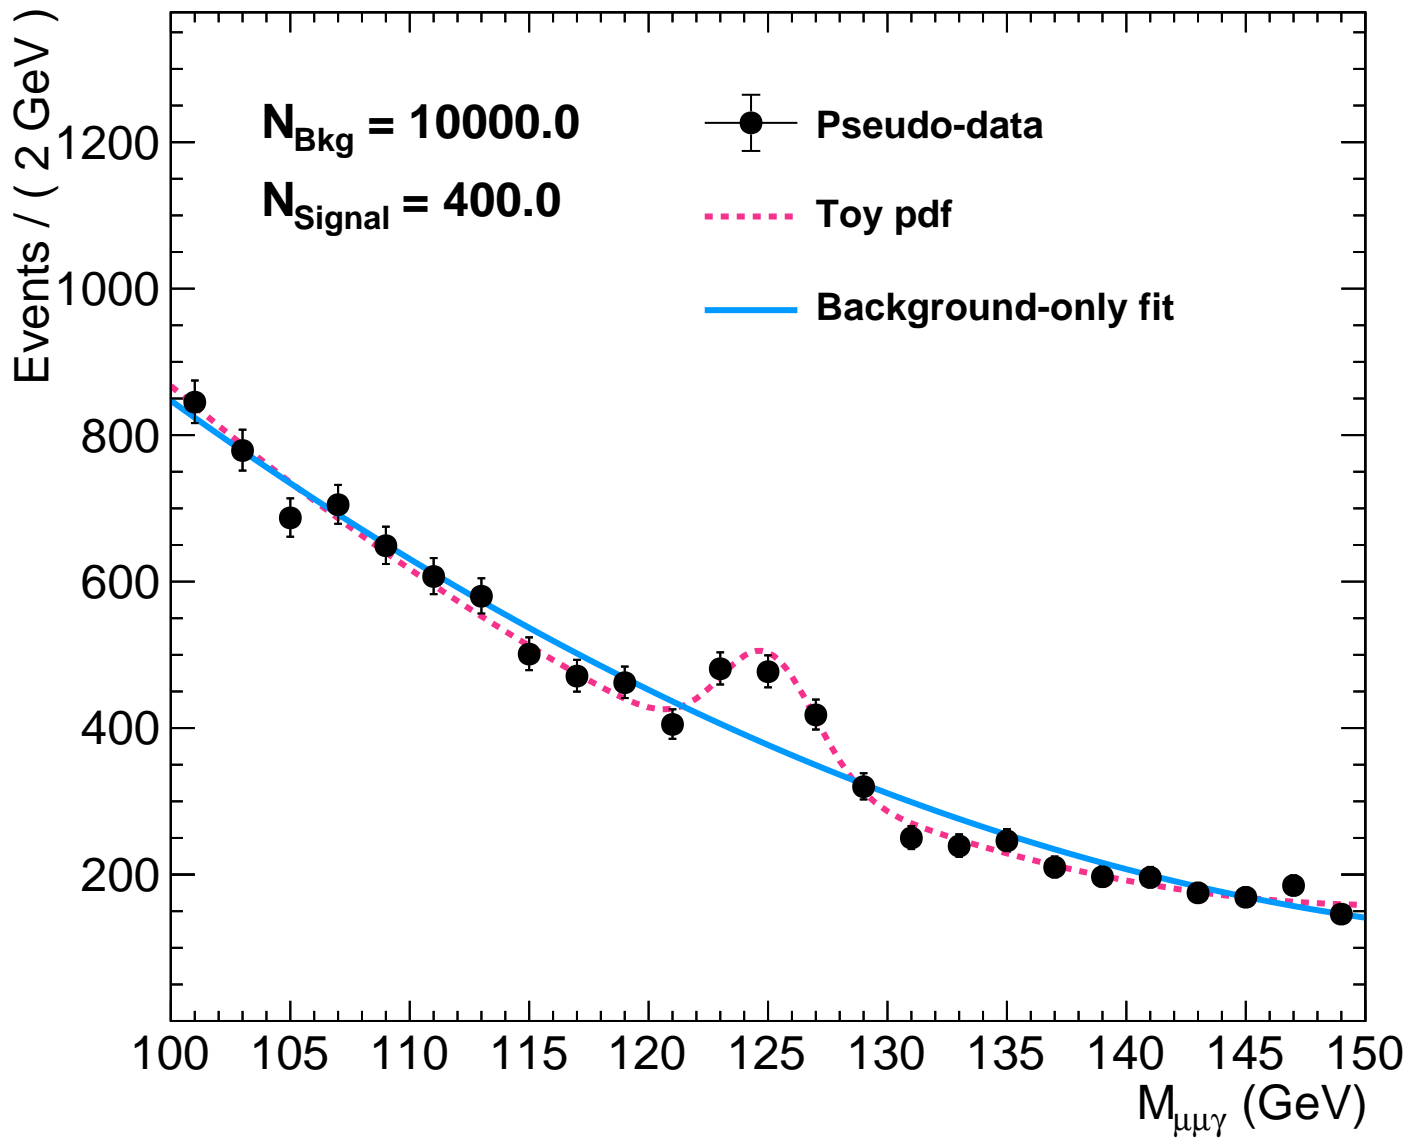 Events / ( 2 GeV )
N_Bkg = 10000.0
N_Signal = 400.0
Pseudo-data
Toy pdf
Background-only fit
1200
1000
800
600
400
200
100 105 110 115 120 125 130 135 140 145 150
M_μμγ (GeV)